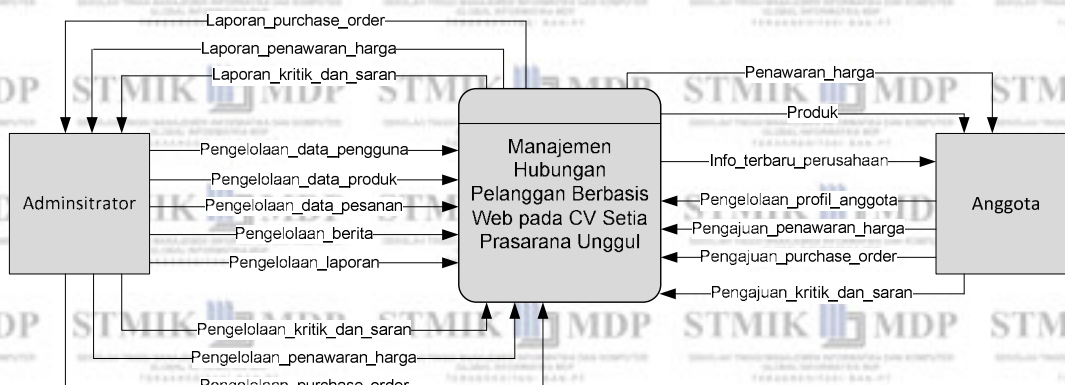 Laporan_purchase_order
Laporan_penawaran_harga
Laporan_kritik_dan_saran
Penawaran_harga
Produk
Info_terbaru_perusahaan
Pengelolaan_profil_anggota
Pengajuan_penawaran_harga
Pengajuan_purchase_order
Pengajuan_kritik_dan_saran
Adminsitrator
Pengelolaan_data_pengguna
Pengelolaan_data_produk
Pengelolaan_data_pesanan
Pengelolaan_berita
Pengelolaan_laporan
Manajemen
Hubungan
Pelanggan Berbasis
Web pada CV Setia
Prasarana Unggul
Anggota
Pengelolaan_kritik_dan_saran
Pengelolaan_penawaran_harga
Pengelolaan_purchase_order
STMIK MDP